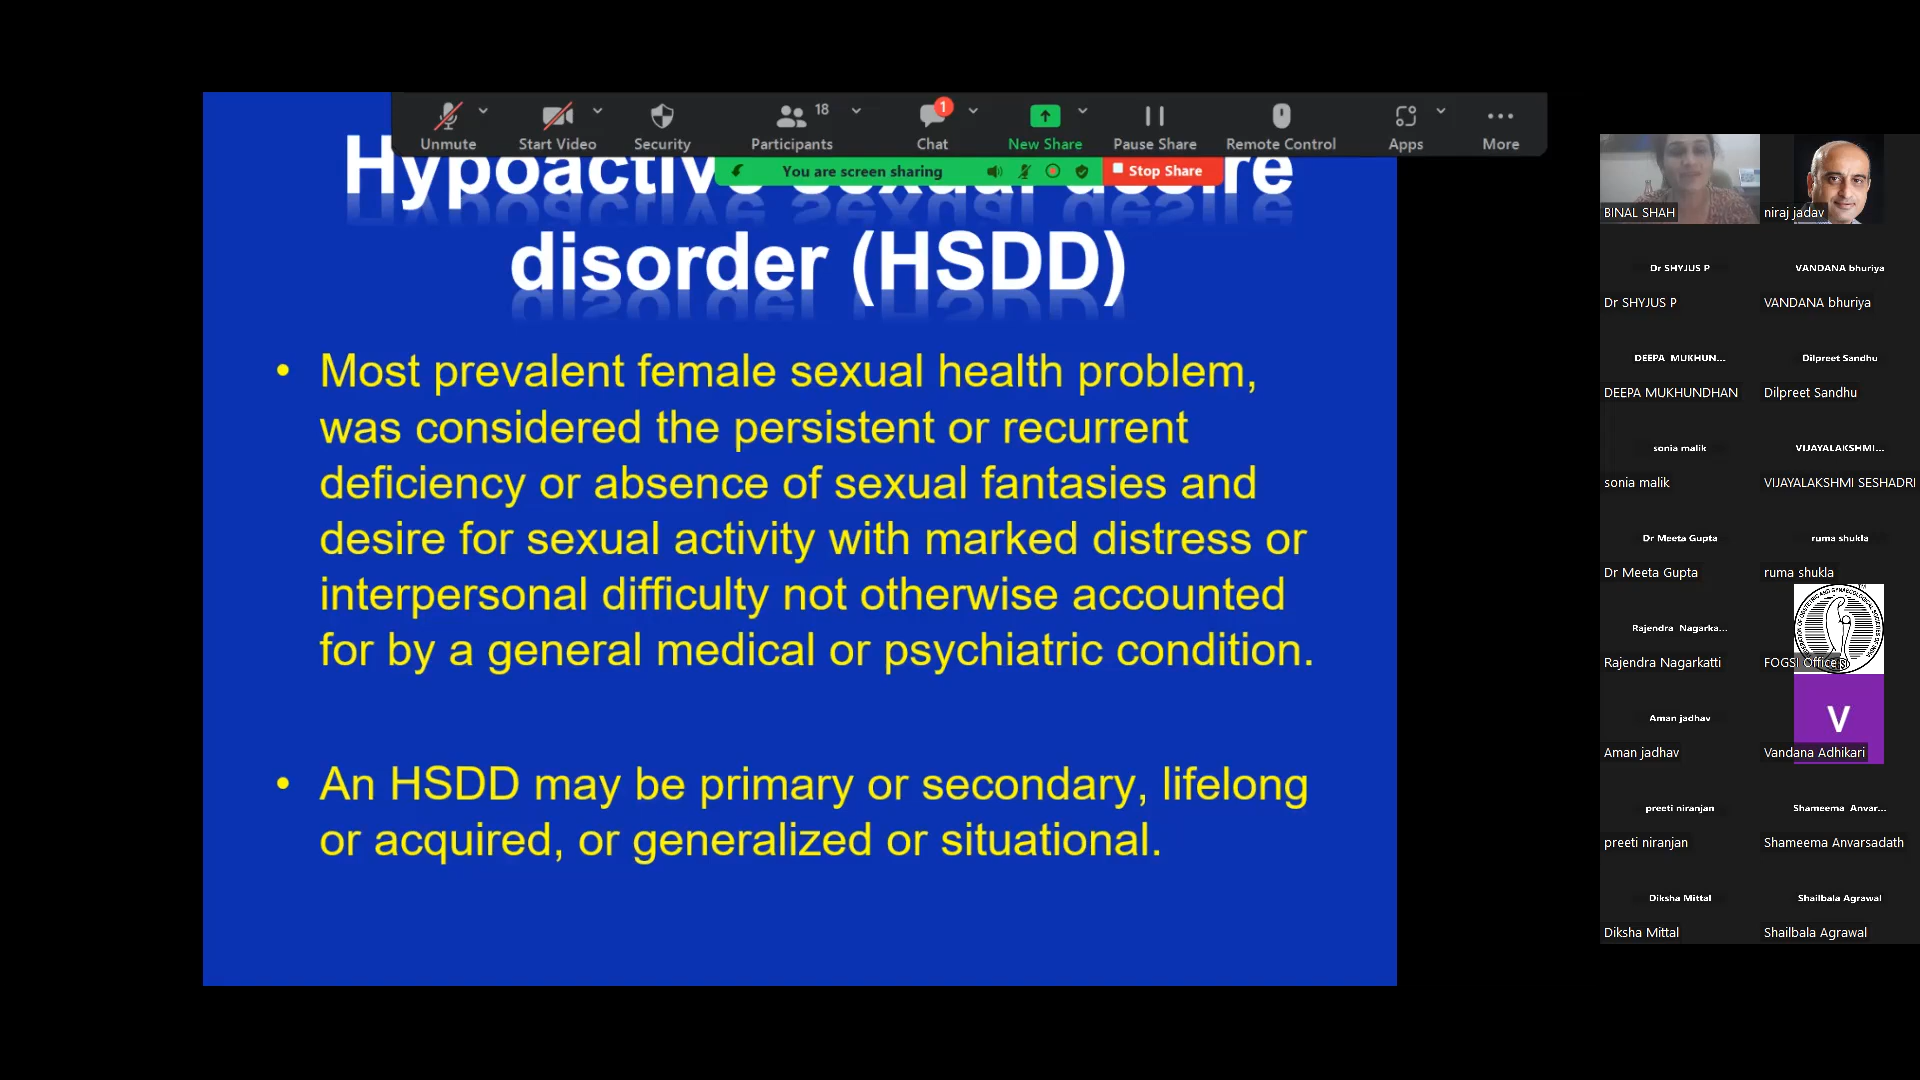 Unmute
Start Video
Security
Participants
18
Chat
1
New Share
Pause Share
Remote Control
Apps
More
You are screen sharing
Stop Share
Hypoactive sexual desire
disorder (HSDD)
• Most prevalent female sexual health problem,
was considered the persistent or recurrent
deficiency or absence of sexual fantasies and
desire for sexual activity with marked distress or
interpersonal difficulty not otherwise accounted
for by a general medical or psychiatric condition.
• An HSDD may be primary or secondary, lifelong
or acquired, or generalized or situational.
BINAL SHAH
niraj jadav
Dr SHYJUS P
VANDANA bhuriya
Dr SHYJUS P
VANDANA bhuriya
DEEPA MUKHUN...
Dilpreet Sandhu
DEEPA MUKHUNDHAN
Dilpreet Sandhu
sonia malik
VIJAYALAKSHMI...
sonia malik
VIJAYALAKSHMI SESHADRI
Dr Meeta Gupta
ruma shukla
Dr Meeta Gupta
ruma shukla
Rajendra Nagarka...
Rajendra Nagarkatti
FOGSI Office
Aman jadhav
V
Aman jadhav
Vandana Adhikari
preeti niranjan
Shameema Anvar...
preeti niranjan
Shameema Anvarsadath
Diksha Mittal
Shailbala Agrawal
Diksha Mittal
Shailbala Agrawal